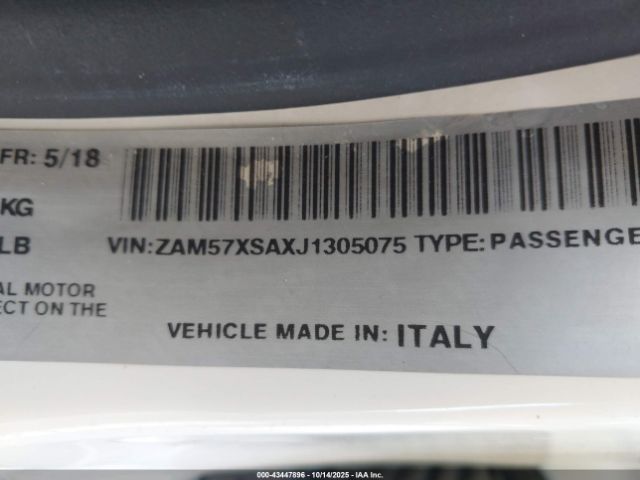 FR: 5/18
KG
LB
VIN:ZAM57XSAXJ1305075 TYPE:PASSENGE
AL MOTOR
ECT ON THE
VEHICLE MADE IN: ITALY
000-43447896 - 10/14/2025 - IAA Inc.